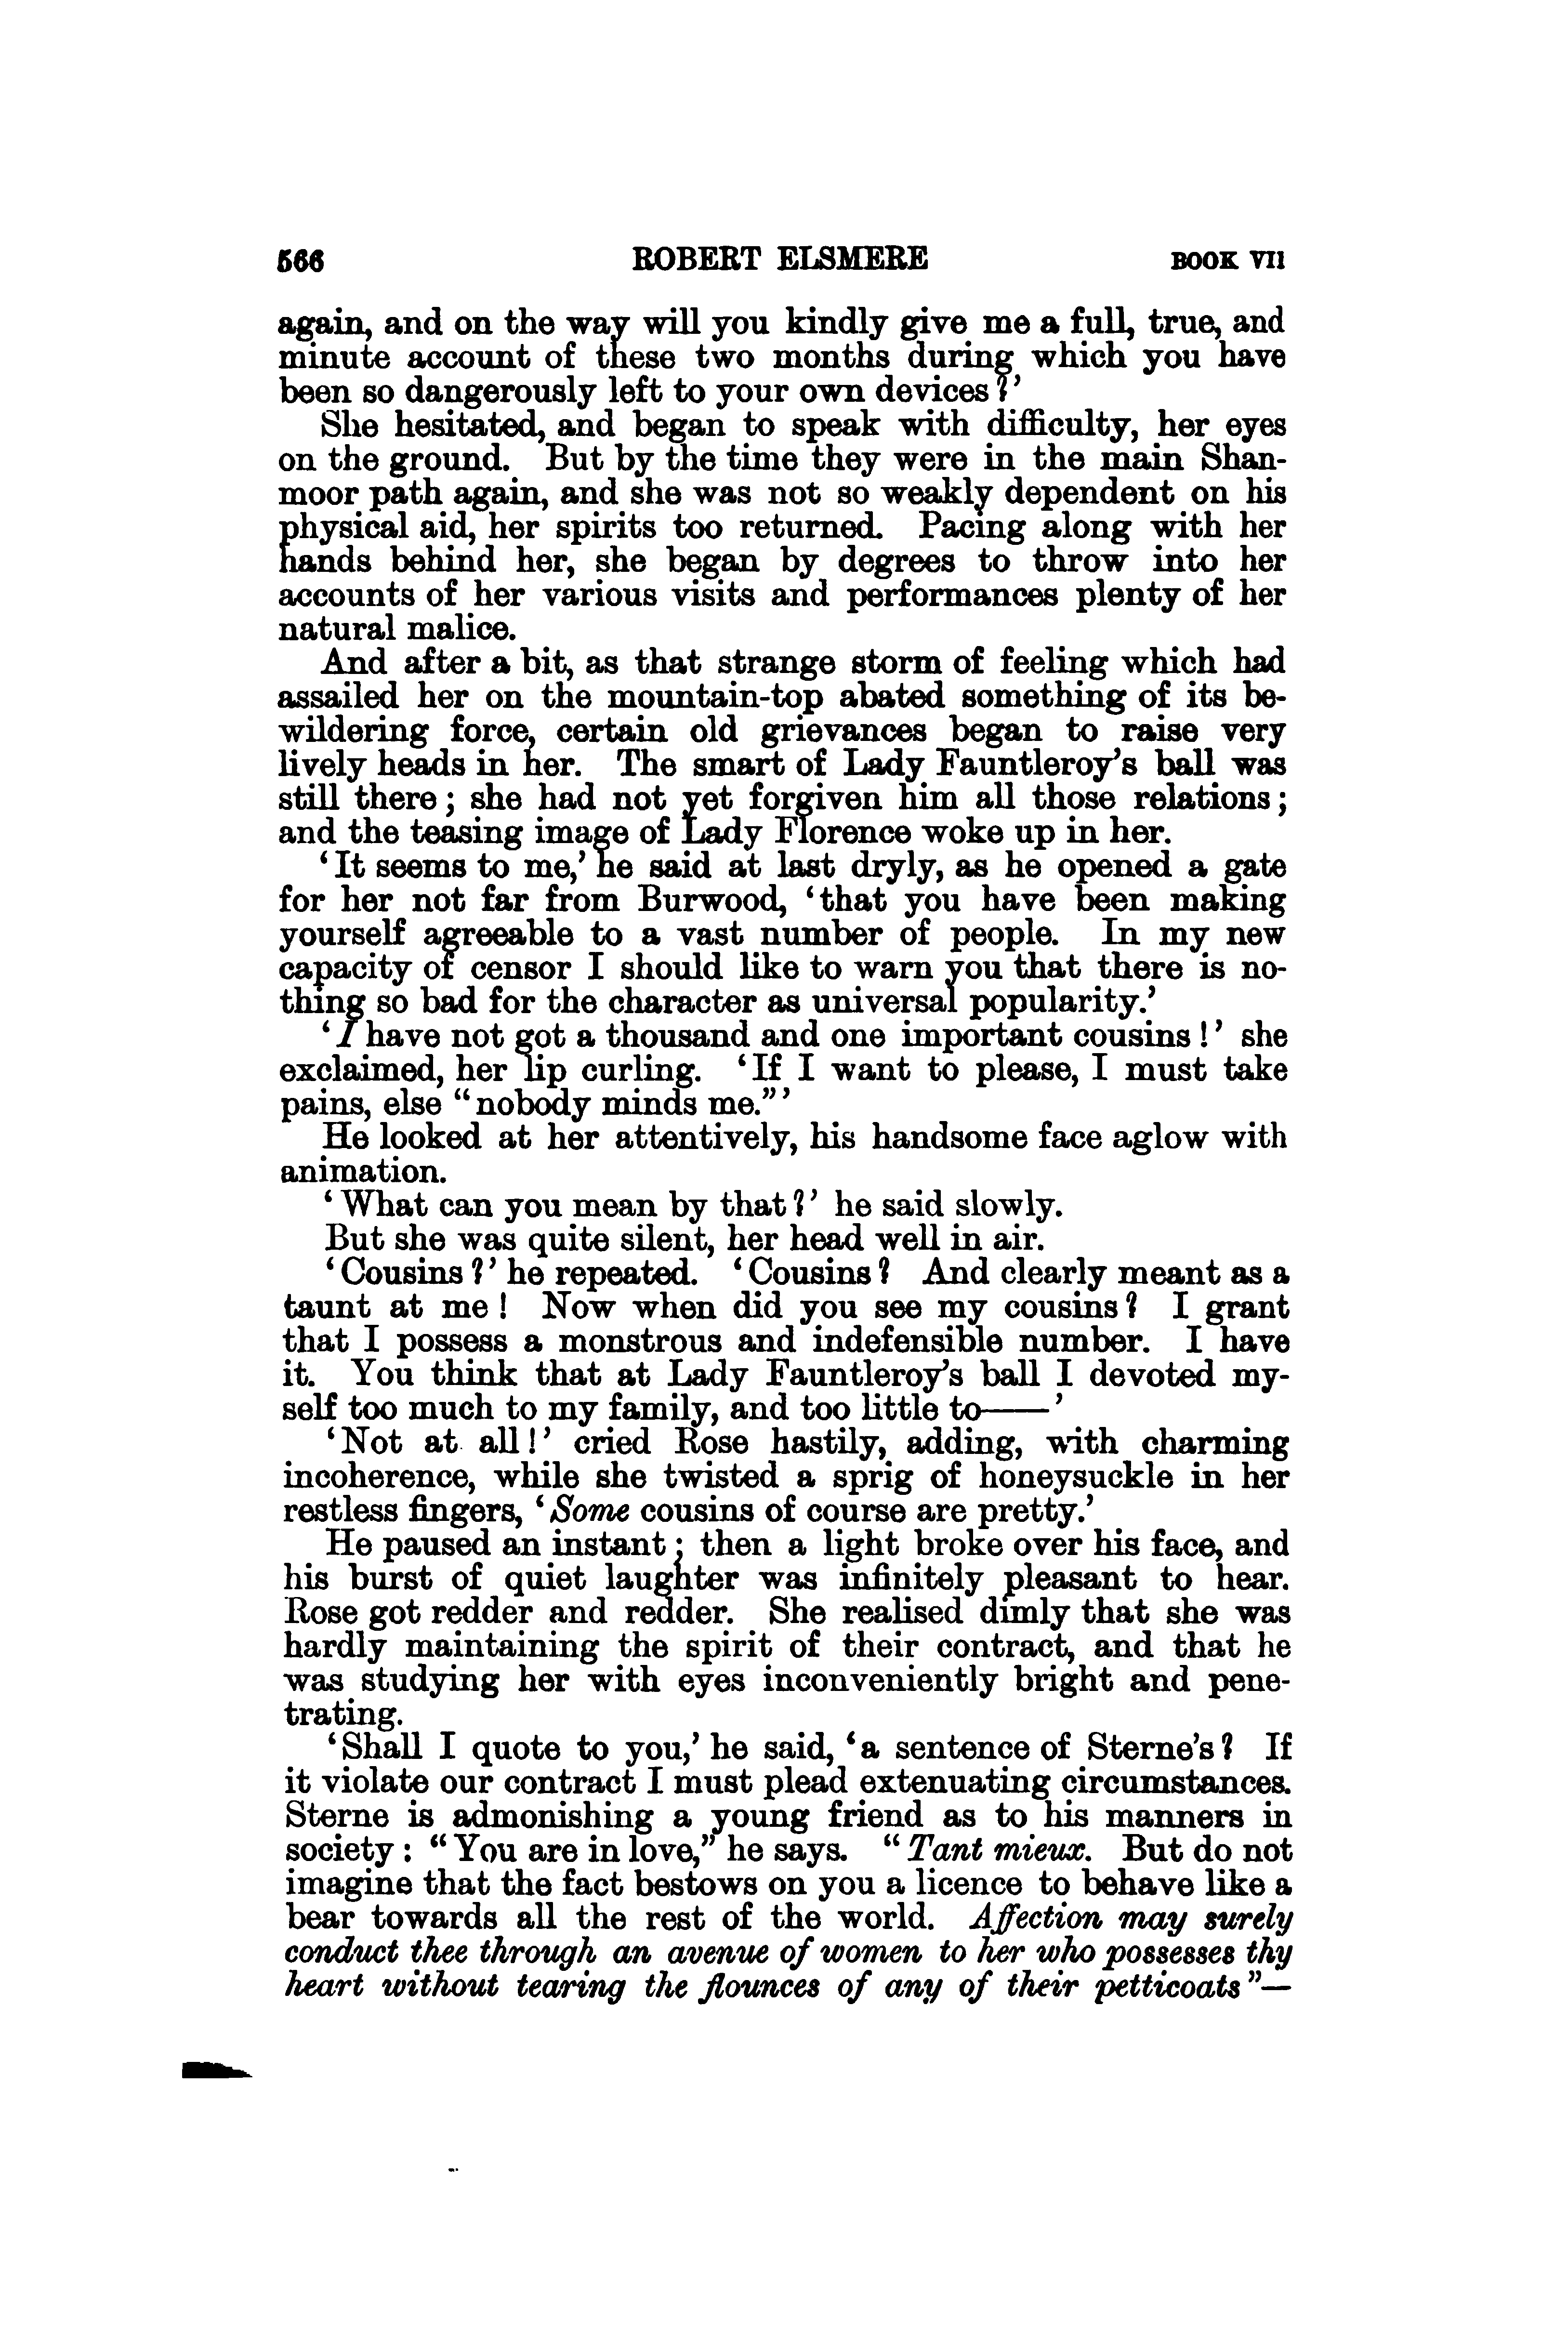 566 ROBERT ELSMERE BOOK VII
again, and on the way will you kindly give me a full, true, and
minute account of these two months during which you have
been so dangerously left to your own devices?’
She hesitated, and began to speak with difficulty, her eyes
on the ground. But by the time they were in the main Shan-
moor path again, and she was not so weakly dependent on his
physical aid, her spirits too returned. Pacing along with her
hands behind her, she began by degrees to throw into her
accounts of her various visits and performances plenty of her
natural malice.
And after a bit, as that strange storm of feeling which had
assailed her on the mountain-top abated something of its be-
wildering force, certain old grievances began to raise very
lively heads in her. The smart of Lady Fauntleroy’s ball was
still there; she had not yet forgiven him all those relations;
and the teasing image of Lady Florence woke up in her.
‘It seems to me,’ he said at last dryly, as he opened a gate
for her not far from Burwood, ‘that you have been making
yourself agreeable to a vast number of people. In my new
capacity of censor I should like to warn you that there is no-
thing so bad for the character as universal popularity.’
‘I have not got a thousand and one important cousins!’ she
exclaimed, her lip curling. ‘If I want to please, I must take
pains, else “nobody minds me.”’
He looked at her attentively, his handsome face aglow with
animation.
‘What can you mean by that?’ he said slowly.
But she was quite silent, her head well in air.
‘Cousins?’ he repeated. ‘Cousins? And clearly meant as a
taunt at me! Now when did you see my cousins? I grant
that I possess a monstrous and indefensible number. I have
it. You think that at Lady Fauntleroy’s ball I devoted my-
self too much to my family, and too little to——’
‘Not at all!’ cried Rose hastily, adding, with charming
incoherence, while she twisted a sprig of honeysuckle in her
restless fingers, ‘Some cousins of course are pretty.’
He paused an instant; then a light broke over his face, and
his burst of quiet laughter was infinitely pleasant to hear.
Rose got redder and redder. She realised dimly that she was
hardly maintaining the spirit of their contract, and that he
was studying her with eyes inconveniently bright and pene-
trating.
‘Shall I quote to you,’ he said, ‘a sentence of Sterne’s? If
it violate our contract I must plead extenuating circumstances.
Sterne is admonishing a young friend as to his manners in
society: “You are in love,” he says. “Tant mieux. But do not
imagine that the fact bestows on you a licence to behave like a
bear towards all the rest of the world. Affection may surely
conduct thee through an avenue of women to her who possesses thy
heart without tearing the flounces of any of their petticoats”—